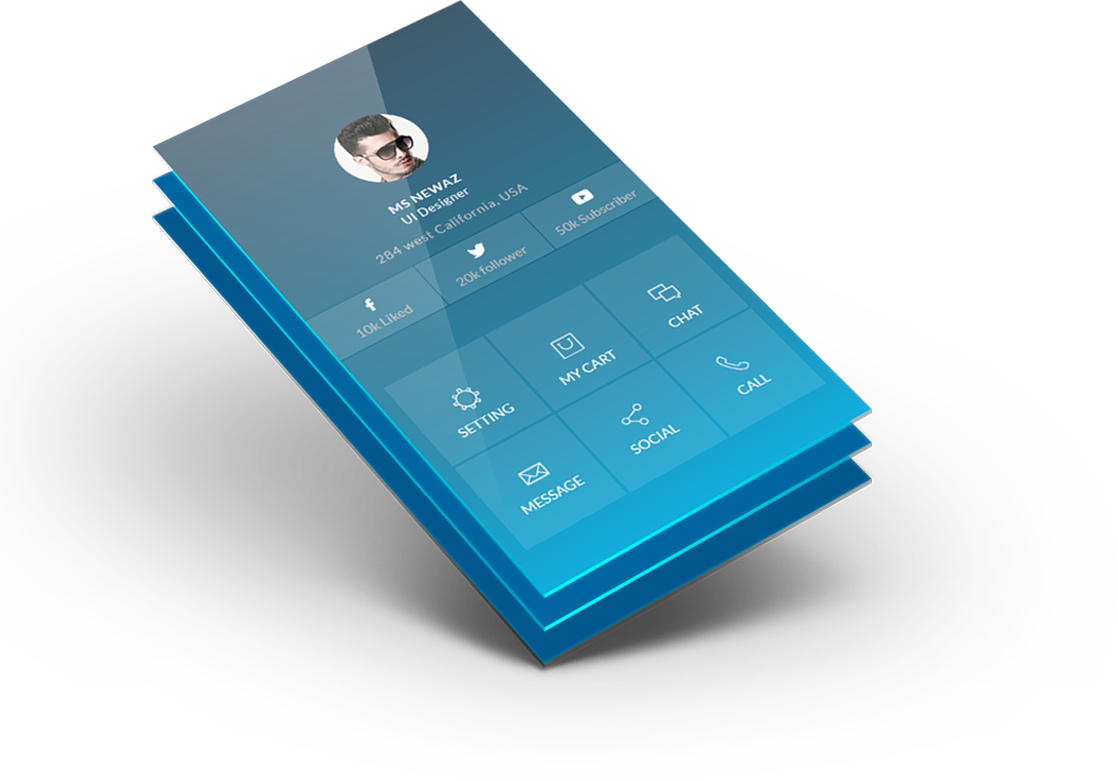 MS NEWAZ
UI Designer
284 west California, USA
10k Liked
20k follower
50k Subscriber
SETTING
MY CART
CHAT
MESSAGE
SOCIAL
CALL